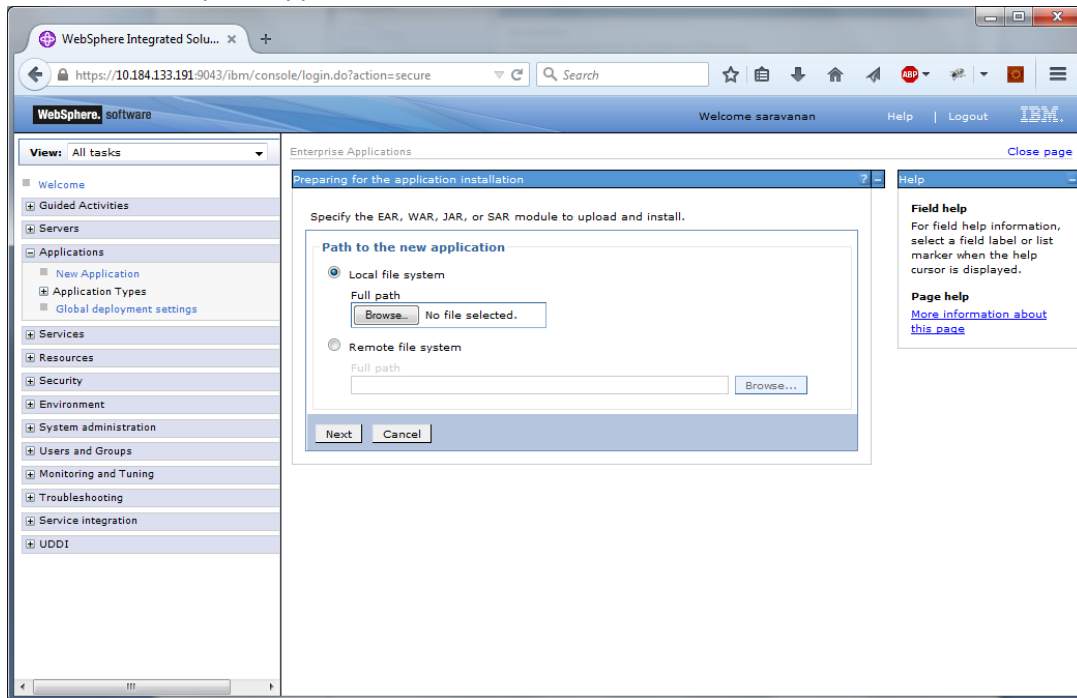 WebSphere Integrated Solu...
https://10.184.133.191:9043/ibm/console/login.do?action=secure
Search
ABP
WebSphere. software
Welcome saravanan
Help | Logout
IBM.
View: All tasks
Welcome
Guided Activities
Servers
Applications
New Application
Application Types
Global deployment settings
Services
Resources
Security
Environment
System administration
Users and Groups
Monitoring and Tuning
Troubleshooting
Service integration
UDDI
Enterprise Applications
Close page
Preparing for the application installation
? -
Specify the EAR, WAR, JAR, or SAR module to upload and install.
Path to the new application
Local file system
Full path
Browse... No file selected.
Remote file system
Full path
Browse...
Next Cancel
Help
Field help
For field help information,
select a field label or list
marker when the help
cursor is displayed.
Page help
More information about
this page